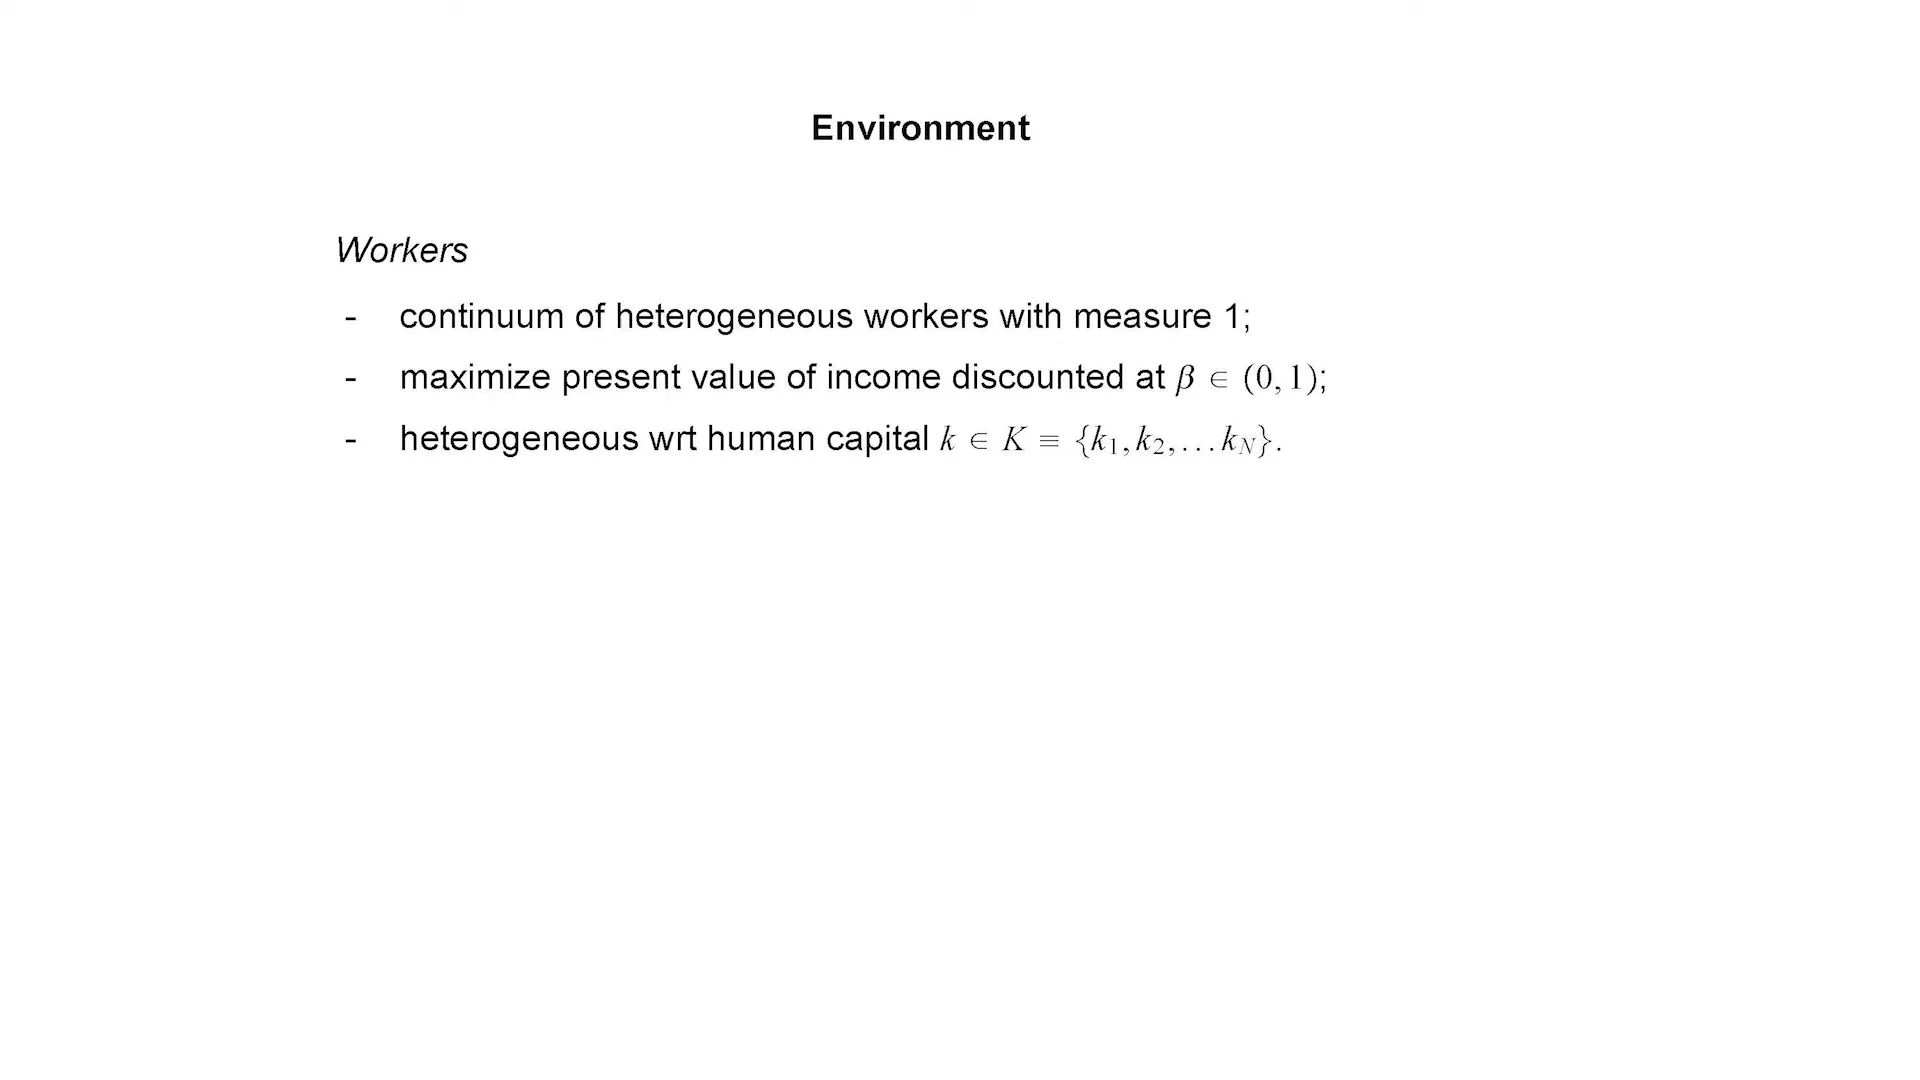 Environment
Workers
- continuum of heterogeneous workers with measure 1;
- maximize present value of income discounted at β ∈ (0, 1);
- heterogeneous wrt human capital k ∈ K ≡ {k₁, k₂, … k_N}.